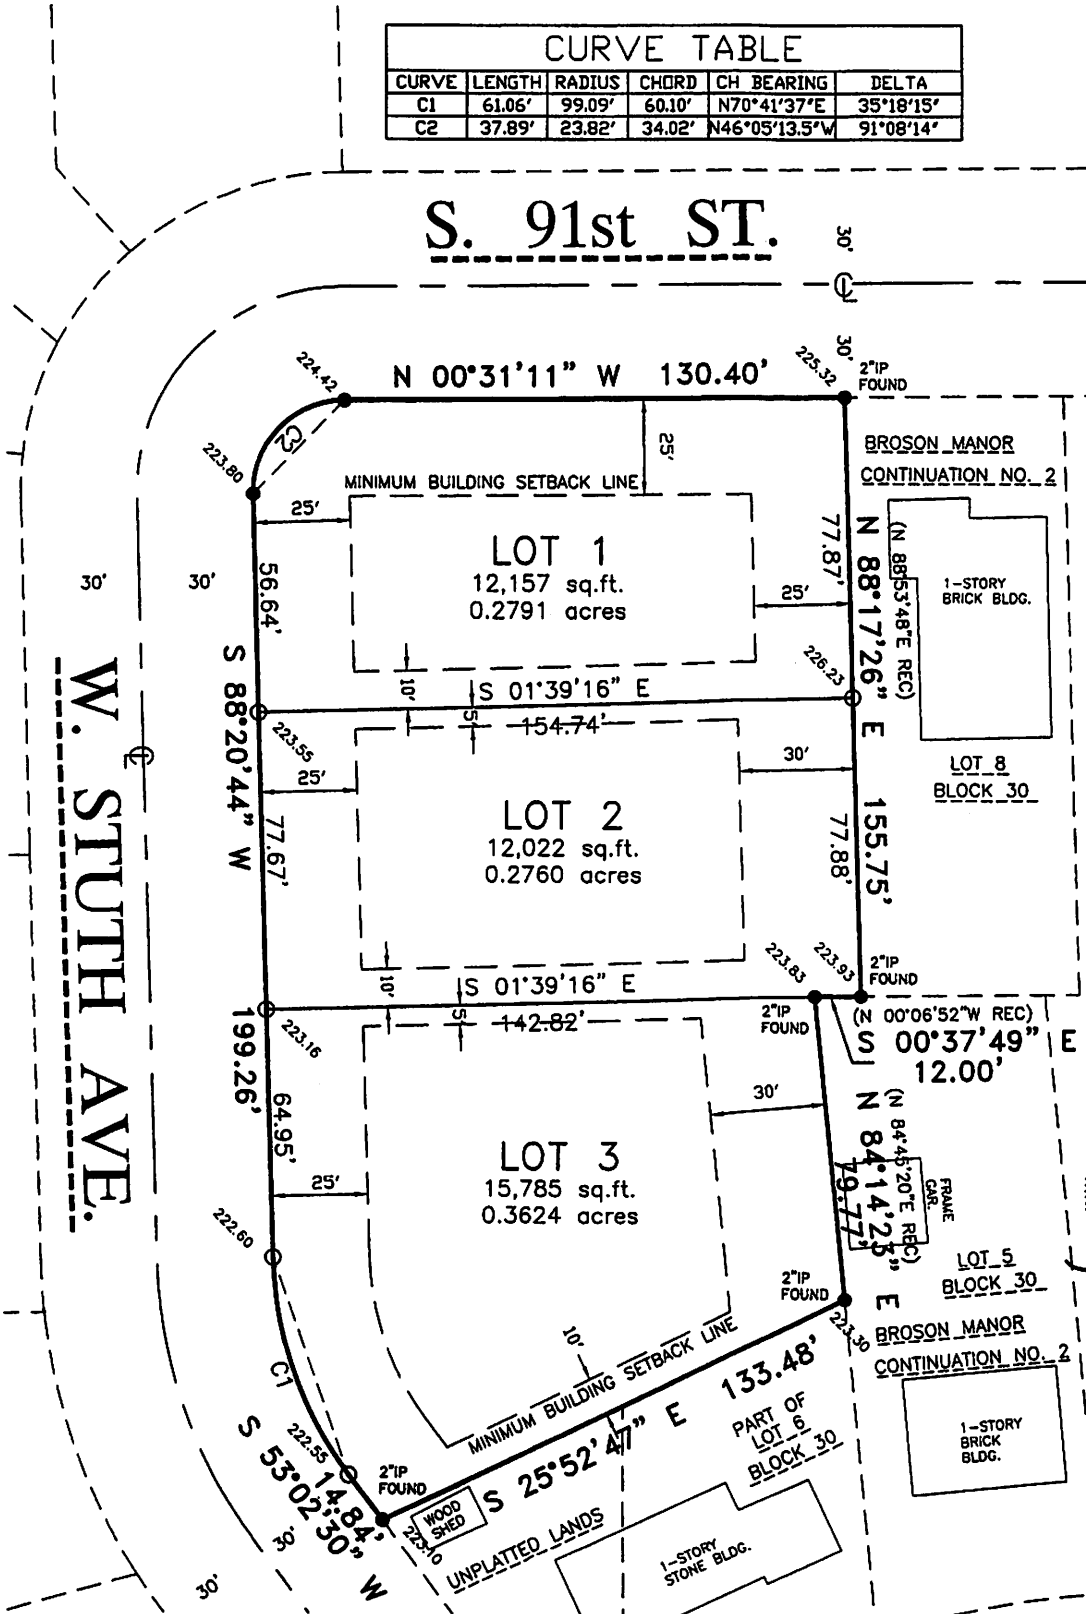 CURVE TABLE
CURVE LENGTH RADIUS CHORD CH BEARING DELTA
C1 61.06' 99.09' 60.10' N70°41'37"E 35°18'15"
C2 37.89' 23.82' 34.02' N46°05'13.5"W 91°08'14"
S. 91st ST.
30'
℄
30'
224.42
N 00°31'11" W 130.40'
225.32
2"IP
FOUND
C2
223.80
25'
BROSON MANOR
CONTINUATION NO. 2
MINIMUM BUILDING SETBACK LINE
25'
LOT 1
12,157 sq.ft.
0.2791 acres
77.87'
N 88°17'26" E 155.75'
(N 88°53'48"E REC)
1-STORY
BRICK BLDG.
30'
30'
56.64'
25'
226.23
10'
S 01°39'16" E
154.74'
5'
S 88°20'44" W 199.26'
W. STUTH AVE.
℄
223.55
25'
30'
LOT 8
BLOCK 30
LOT 2
12,022 sq.ft.
0.2760 acres
77.67'
77.88'
223.83
223.93
2"IP
FOUND
10'
S 01°39'16" E
142.82'
5'
2"IP
FOUND
(N 00°06'52"W REC)
S 00°37'49" E
12.00'
223.16
64.95'
30'
LOT 3
15,785 sq.ft.
0.3624 acres
25'
N 84°14'23" E
79.77'
(N 84°45'20"E REC)
FRAME
GAR.
222.60
2"IP
FOUND
LOT 5
BLOCK 30
223.30
BROSON MANOR
CONTINUATION NO. 2
10'
MINIMUM BUILDING SETBACK LINE
133.48'
S 25°52'47" E
C1
PART OF
LOT 6
BLOCK 30
1-STORY
BRICK
BLDG.
222.55
14.84'
S 53°02'30" W
2"IP
FOUND
WOOD
SHED
223.10
30'
30'
UNPLATTED LANDS
1-STORY
STONE BLDG.